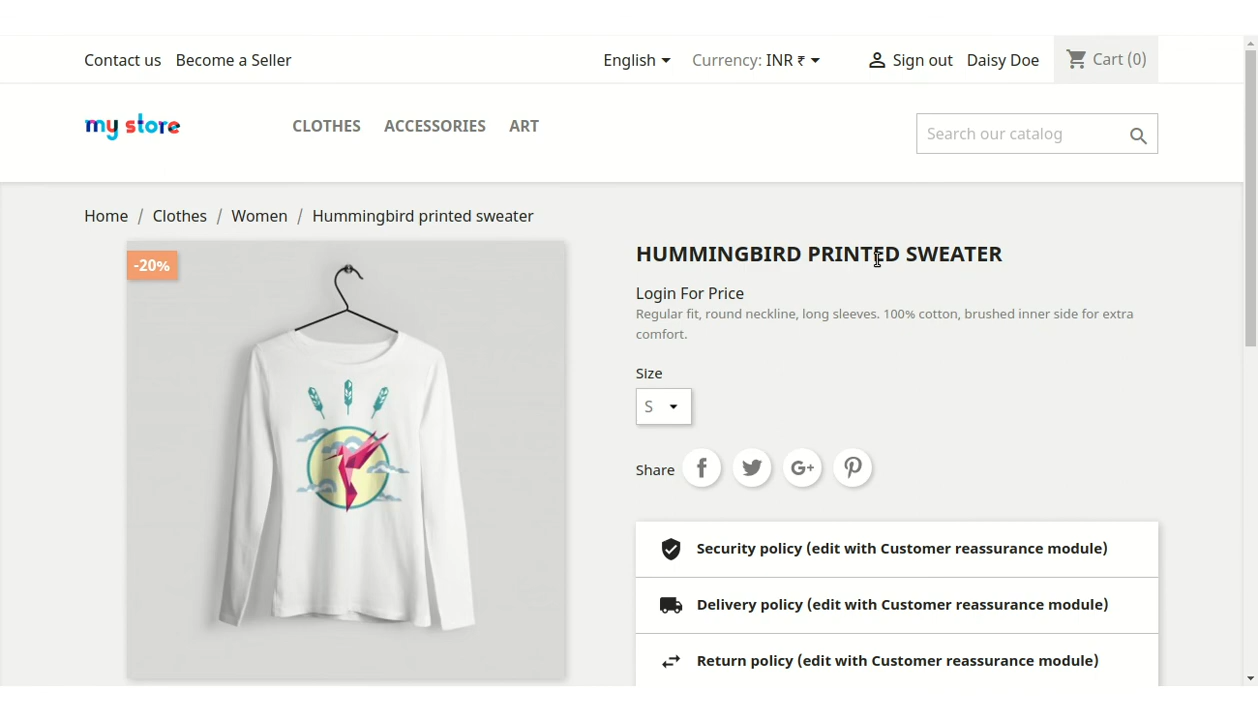 Contact us Become a Seller English Currency: INR ₹ Sign out Daisy Doe Cart (0)
my store CLOTHES ACCESSORIES ART Search our catalog
Home / Clothes / Women / Hummingbird printed sweater
-20%
HUMMINGBIRD PRINTED SWEATER
Login For Price
Regular fit, round neckline, long sleeves. 100% cotton, brushed inner side for extra
comfort.
Size
S
Share
Security policy (edit with Customer reassurance module)
Delivery policy (edit with Customer reassurance module)
Return policy (edit with Customer reassurance module)